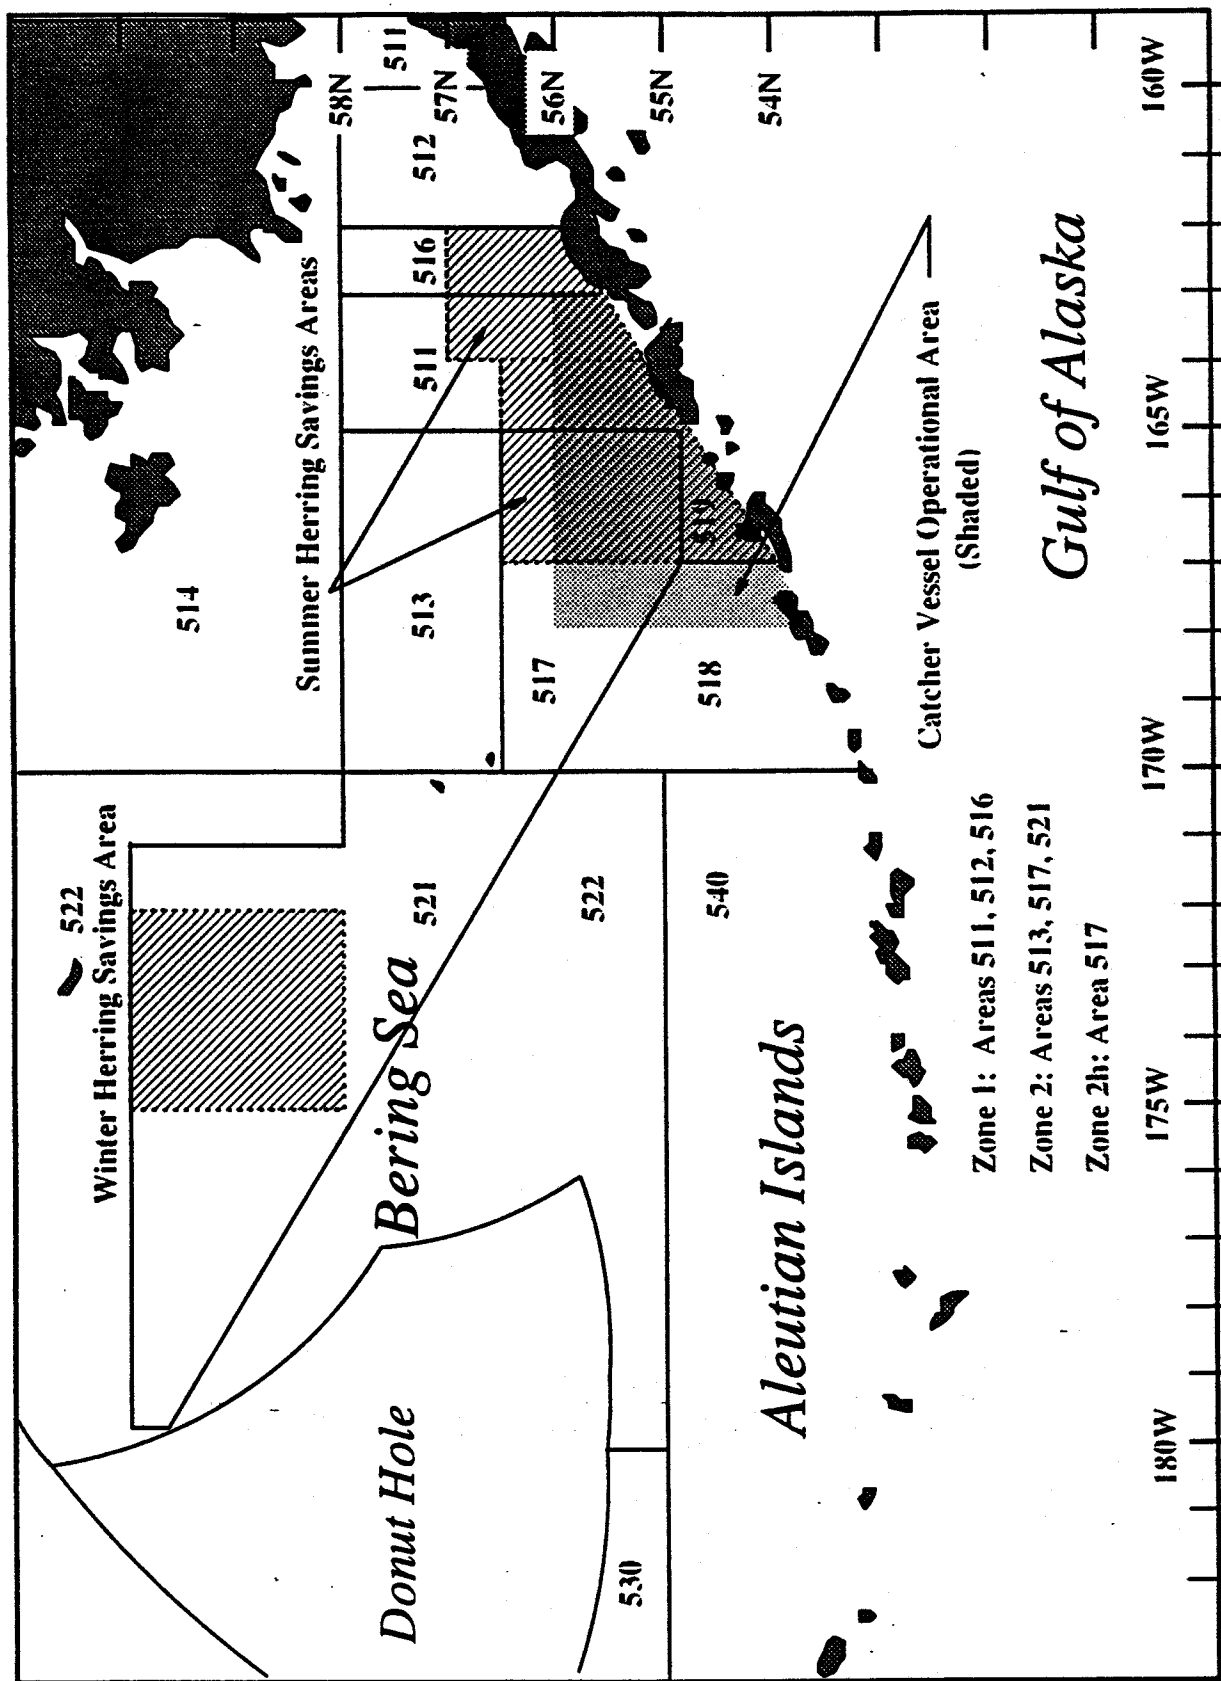 522
Winter Herring Savings Area
514
Summer Herring Savings Areas
58N
511
Donut Hole
Bering Sea
521
513
511
516
512
57N
517
56N
522
530
55N
540
518
519
54N
Aleutian Islands
Catcher Vessel Operational Area
(Shaded)
Zone 1: Areas 511, 512, 516
Zone 2: Areas 513, 517, 521
Zone 2h: Area 517
Gulf of Alaska
180W
175W
170W
165W
160W